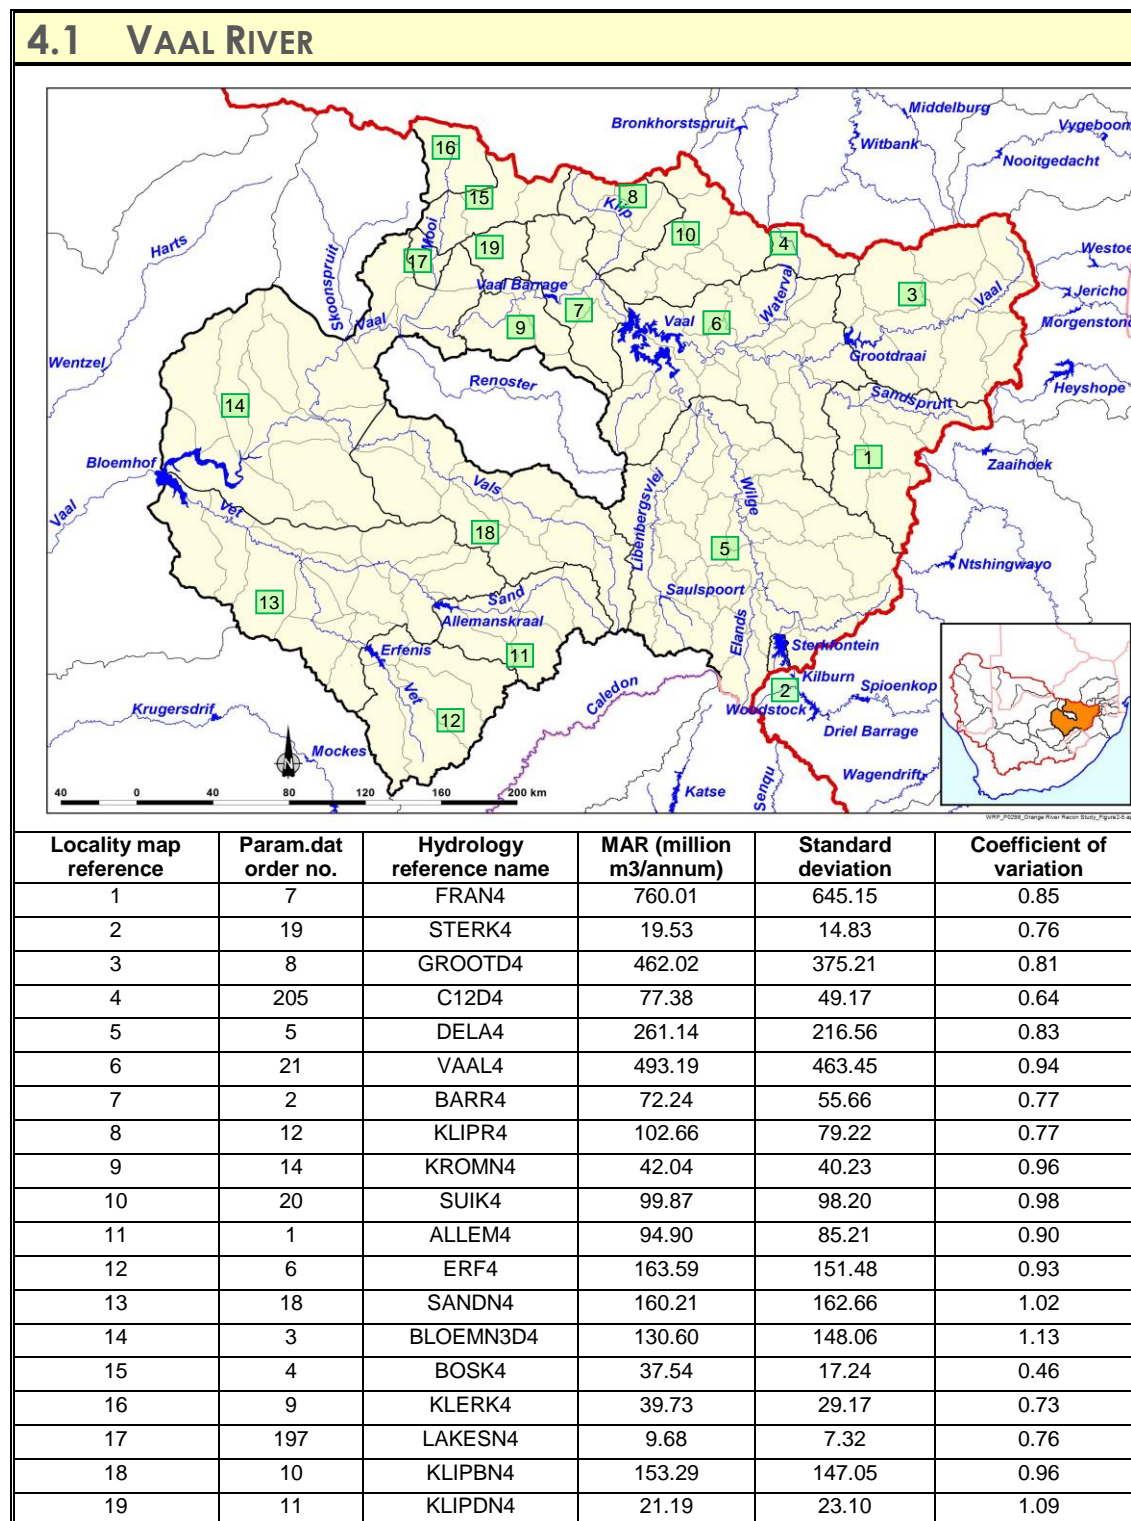 4.1 VAAL RIVER
Middelburg
Bronkhorstspruit
Vygeboom
Witbank
Nooitgedacht
16
15
8
Klip
10
4
Harts
Mooi
19
17
Skoonspruit
Westoe
Vaal Barrage
3
Vaal
Jericho
Waterval
7
9
Vaal
Vaal
6
Morgenstond
Grootdraai
Wentzel
Renoster
Heyshope
Sandspruit
14
1
Zaaihoek
Bloemhof
Vals
Wilge
Vaal
Vet
18
Libenbergsvlei
5
Ntshingwayo
Saulspoort
13
Sand
Allemanskraal
Elands
Sterkfontein
Erfenis
11
Kilburn
Caledon
2
Spioenkop
Vet
Woodstock
Krugersdrif
12
Driel Barrage
N
Mockes
Wagendrift
Katse
Senqu
40 0 40 80 120 160 200 km
Locality map reference Param.dat order no. Hydrology reference name MAR (million m3/annum) Standard deviation Coefficient of variation
1 7 FRAN4 760.01 645.15 0.85
2 19 STERK4 19.53 14.83 0.76
3 8 GROOTD4 462.02 375.21 0.81
4 205 C12D4 77.38 49.17 0.64
5 5 DELA4 261.14 216.56 0.83
6 21 VAAL4 493.19 463.45 0.94
7 2 BARR4 72.24 55.66 0.77
8 12 KLIPR4 102.66 79.22 0.77
9 14 KROMN4 42.04 40.23 0.96
10 20 SUIK4 99.87 98.20 0.98
11 1 ALLEM4 94.90 85.21 0.90
12 6 ERF4 163.59 151.48 0.93
13 18 SANDN4 160.21 162.66 1.02
14 3 BLOEMN3D4 130.60 148.06 1.13
15 4 BOSK4 37.54 17.24 0.46
16 9 KLERK4 39.73 29.17 0.73
17 197 LAKESN4 9.68 7.32 0.76
18 10 KLIPBN4 153.29 147.05 0.96
19 11 KLIPDN4 21.19 23.10 1.09